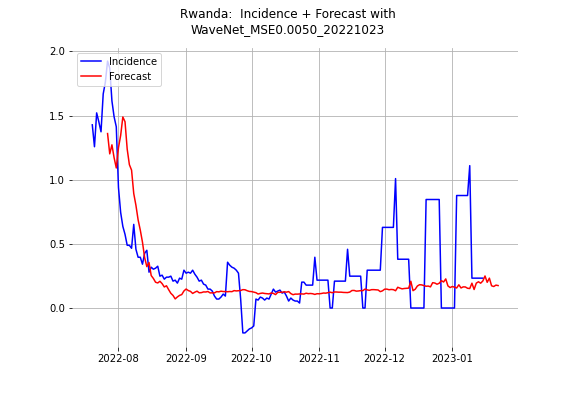 Rwanda:  Incidence + Forecast with
WaveNet_MSE0.0050_20221023
Incidence
Forecast
2.0
1.5
1.0
0.5
0.0
2022-08 2022-09 2022-10 2022-11 2022-12 2023-01